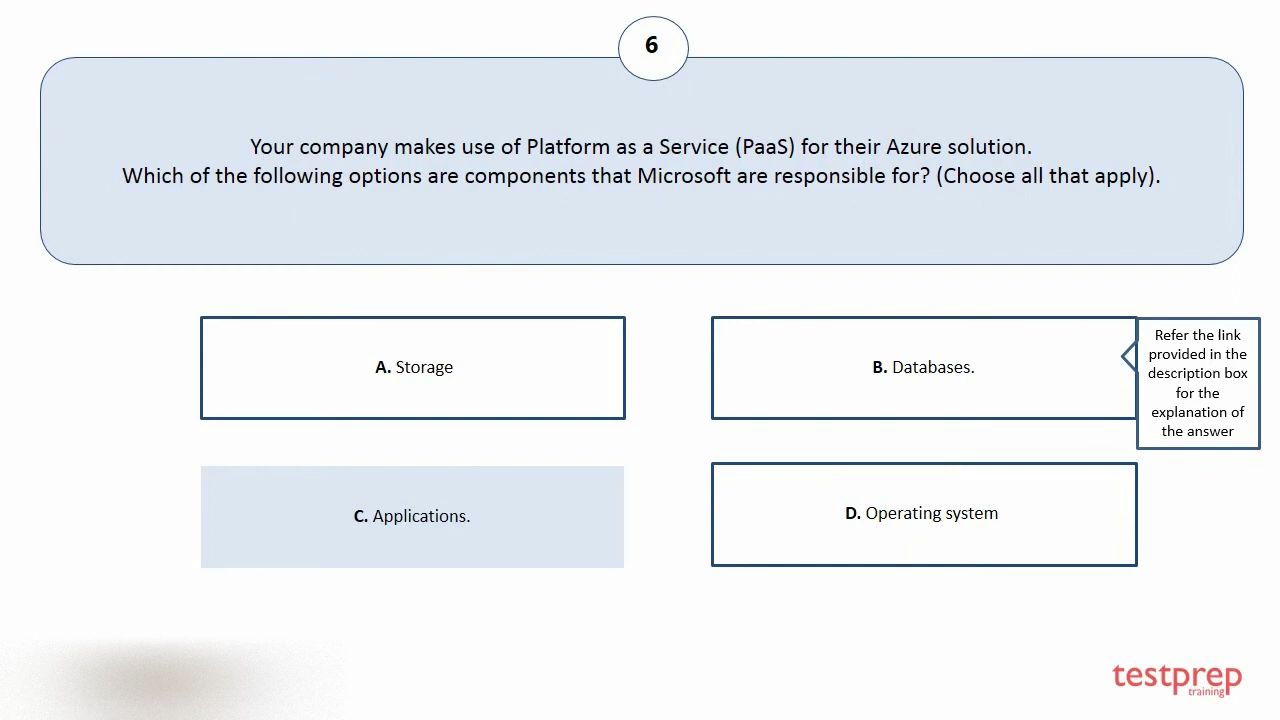 6
Your company makes use of Platform as a Service (PaaS) for their Azure solution.
Which of the following options are components that Microsoft are responsible for? (Choose all that apply).
A. Storage
B. Databases.
Refer the link
provided in the
description box
for the
explanation of
the answer
C. Applications.
D. Operating system
testprep
training